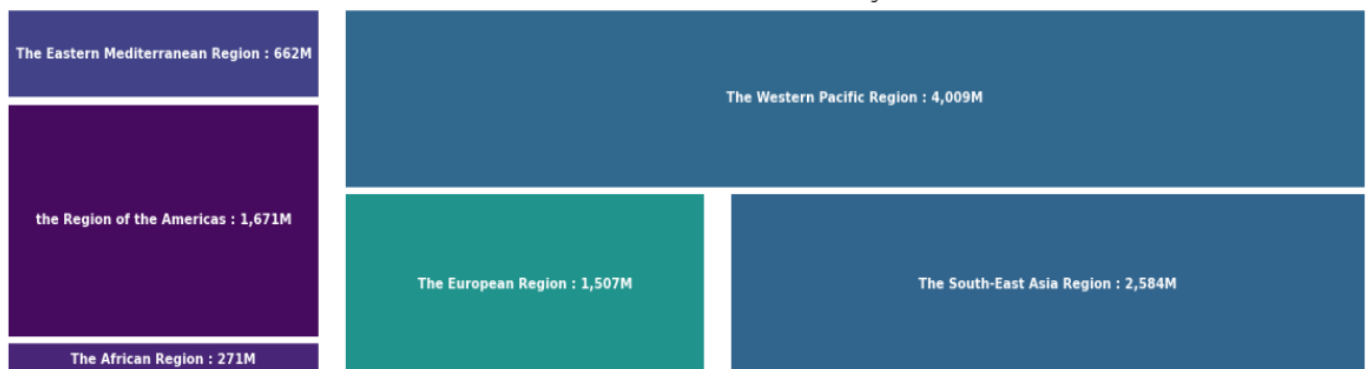 The Eastern Mediterranean Region : 662M
The Western Pacific Region : 4,009M
the Region of the Americas : 1,671M
The European Region : 1,507M
The South-East Asia Region : 2,584M
The African Region : 271M